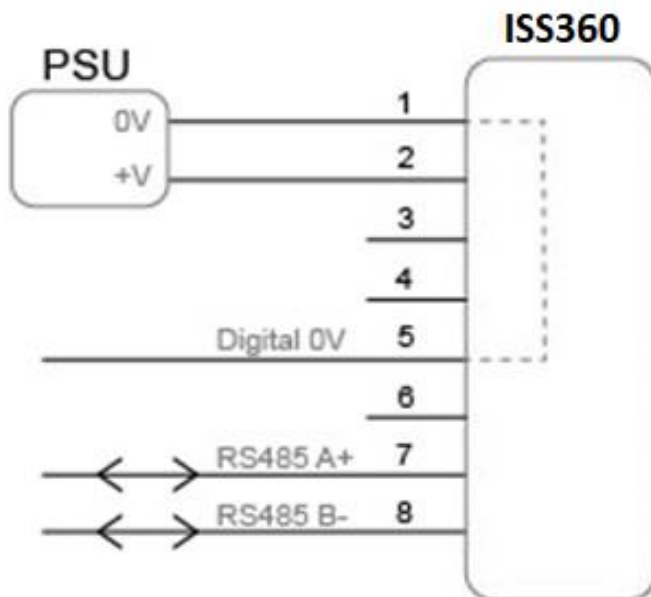 ISS360
PSU
0V
1
+V
2
3
4
Digital 0V 5
6
RS485 A+ 7
RS485 B- 8